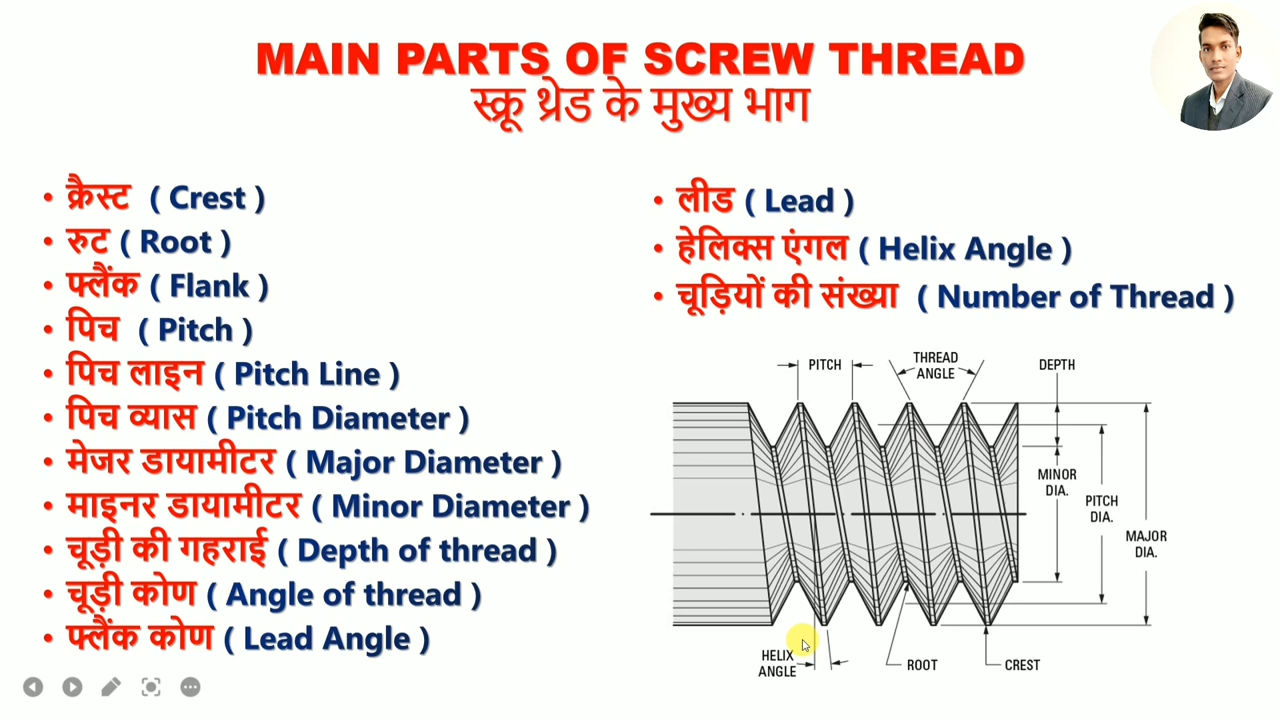 MAIN PARTS OF SCREW THREAD
स्क्रू थ्रेड के मुख्य भाग
• क्रैस्ट ( Crest )
• रुट ( Root )
• फ्लैंक ( Flank )
• पिच ( Pitch )
• पिच लाइन ( Pitch Line )
• पिच व्यास ( Pitch Diameter )
• मेजर डायामीटर ( Major Diameter )
• माइनर डायामीटर ( Minor Diameter )
• चूड़ी की गहराई ( Depth of thread )
• चूड़ी कोण ( Angle of thread )
• फ्लैंक कोण ( Lead Angle )
• लीड ( Lead )
• हेलिक्स एंगल ( Helix Angle )
• चूड़ियों की संख्या ( Number of Thread )
PITCH
THREAD
ANGLE
DEPTH
MINOR
DIA.
PITCH
DIA.
MAJOR
DIA.
HELIX
ANGLE
ROOT
CREST